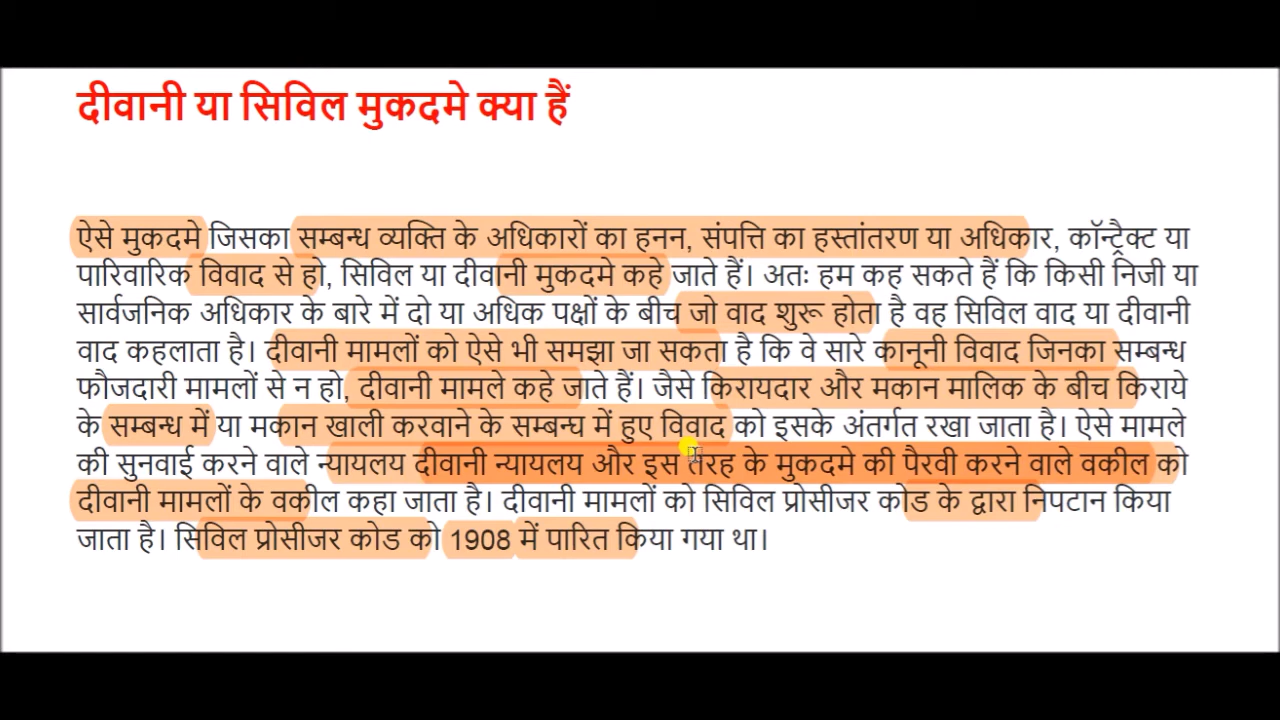 दीवानी या सिविल मुकदमे क्या हैं
ऐसे मुकदमे जिसका सम्बन्ध व्यक्ति के अधिकारों का हनन, संपत्ति का हस्तांतरण या अधिकार, कॉन्ट्रैक्ट या
पारिवारिक विवाद से हो, सिविल या दीवानी मुकदमे कहे जाते हैं। अतः हम कह सकते हैं कि किसी निजी या
सार्वजनिक अधिकार के बारे में दो या अधिक पक्षों के बीच जो वाद शुरू होता है वह सिविल वाद या दीवानी
वाद कहलाता है। दीवानी मामलों को ऐसे भी समझा जा सकता है कि वे सारे कानूनी विवाद जिनका सम्बन्ध
फौजदारी मामलों से न हो, दीवानी मामले कहे जाते हैं। जैसे किरायदार और मकान मालिक के बीच किराये
के सम्बन्ध में या मकान खाली करवाने के सम्बन्ध में हुए विवाद को इसके अंतर्गत रखा जाता है। ऐसे मामले
की सुनवाई करने वाले न्यायलय दीवानी न्यायलय और इस तरह के मुकदमे की पैरवी करने वाले वकील को
दीवानी मामलों के वकील कहा जाता है। दीवानी मामलों को सिविल प्रोसीजर कोड के द्वारा निपटान किया
जाता है। सिविल प्रोसीजर कोड को 1908 में पारित किया गया था।